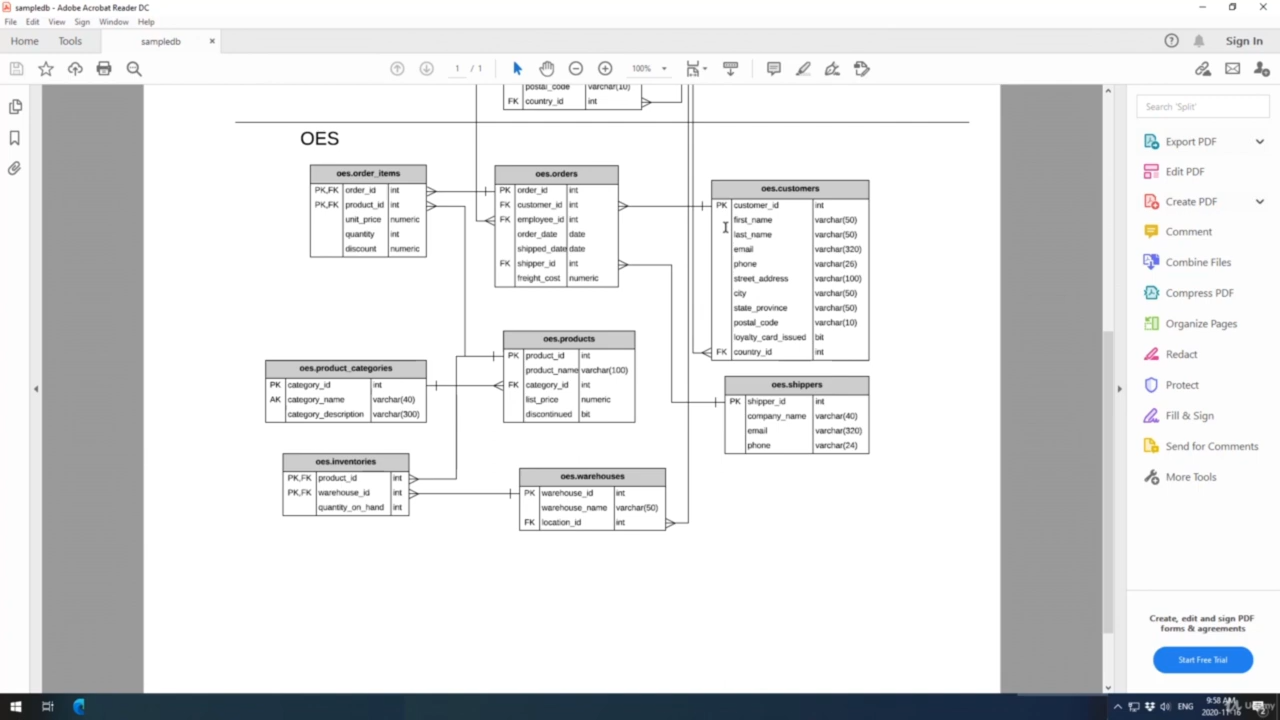 sampledb - Adobe Acrobat Reader DC
File Edit View Sign Window Help
Home Tools sampledb × Sign In
1 / 1 100%
postal_code varchar(10)
FK country_id int
OES
oes.order_items
PK,FK order_id int
PK,FK product_id int
unit_price numeric
quantity int
discount numeric
oes.orders
PK order_id int
FK customer_id int
FK employee_id int
order_date date
shipped_date date
FK shipper_id int
freight_cost numeric
oes.customers
PK customer_id int
first_name varchar(50)
last_name varchar(50)
email varchar(320)
phone varchar(26)
street_address varchar(100)
city varchar(50)
state_province varchar(50)
postal_code varchar(10)
loyalty_card_issued bit
FK country_id int
oes.products
PK product_id int
product_name varchar(100)
FK category_id int
list_price numeric
discontinued bit
oes.product_categories
PK category_id int
AK category_name varchar(40)
category_description varchar(300)
oes.shippers
PK shipper_id int
company_name varchar(40)
email varchar(320)
phone varchar(24)
oes.inventories
PK,FK product_id int
PK,FK warehouse_id int
quantity_on_hand int
oes.warehouses
PK warehouse_id int
warehouse_name varchar(50)
FK location_id int
Search 'Split'
Export PDF
Edit PDF
Create PDF
Comment
Combine Files
Compress PDF
Organize Pages
Redact
Protect
Fill & Sign
Send for Comments
More Tools
Create, edit and sign PDF
forms & agreements
Start Free Trial
ENG
9:58 AM
2020-11-16